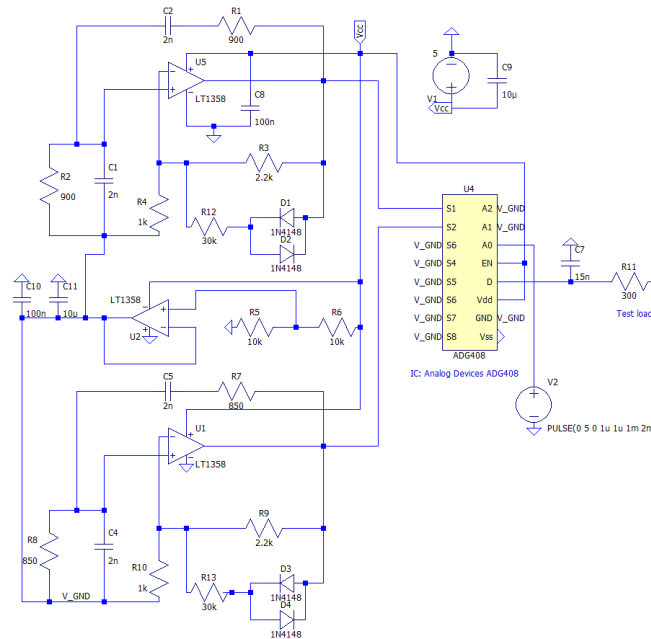 C2
2n
R1
900
Vcc
U5
LT1358
C8
100n
5
V1
Vcc
C9
10µ
R2
900
C1
2n
R4
1k
R3
2.2k
R12
30k
D1
1N4148
D2
1N4148
U4
S1
S2
S6
S4
S5
S6
S7
S8
A2
A1
A0
EN
D
Vdd
GND
Vss
V_GND
V_GND
V_GND
V_GND
V_GND
V_GND
V_GND
V_GND
V_GND
ADG408
IC: Analog Devices ADG408
C7
15n
R11
300
Test load
C10
100n
C11
10µ
LT1358
U2
R5
10k
R6
10k
V2
PULSE(0 5 0 1u 1u 1m 2m
C5
2n
R7
850
U1
LT1358
R8
850
C4
2n
R10
1k
R9
2.2k
R13
30k
D3
1N4148
D4
1N4148
V_GND